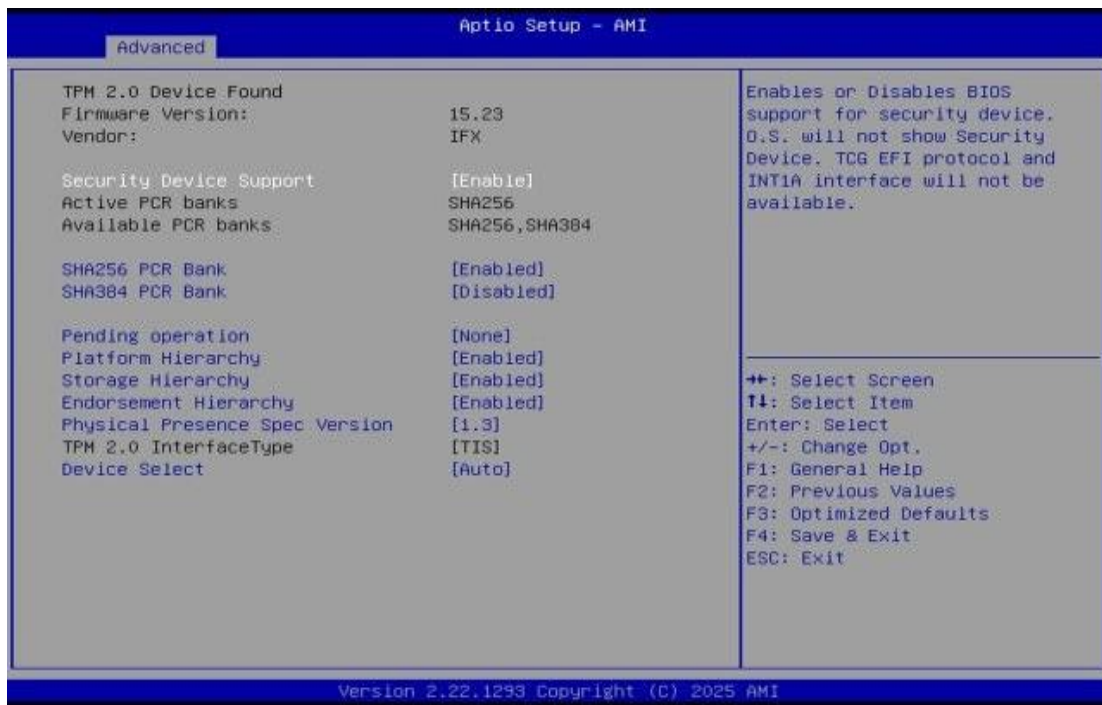 Aptio Setup - AMI
Advanced
TPM 2.0 Device Found
Firmware Version: 15.23
Vendor: IFX
Security Device Support [Enable]
Active PCR banks SHA256
Available PCR banks SHA256,SHA384
SHA256 PCR Bank [Enabled]
SHA384 PCR Bank [Disabled]
Pending operation [None]
Platform Hierarchy [Enabled]
Storage Hierarchy [Enabled]
Endorsement Hierarchy [Enabled]
Physical Presence Spec Version [1.3]
TPM 2.0 InterfaceType [TIS]
Device Select [Auto]
Enables or Disables BIOS
support for security device.
O.S. will not show Security
Device. TCG EFI protocol and
INT1A interface will not be
available.
→←: Select Screen
↑↓: Select Item
Enter: Select
+/-: Change Opt.
F1: General Help
F2: Previous Values
F3: Optimized Defaults
F4: Save & Exit
ESC: Exit
Version 2.22.1293 Copyright (C) 2025 AMI